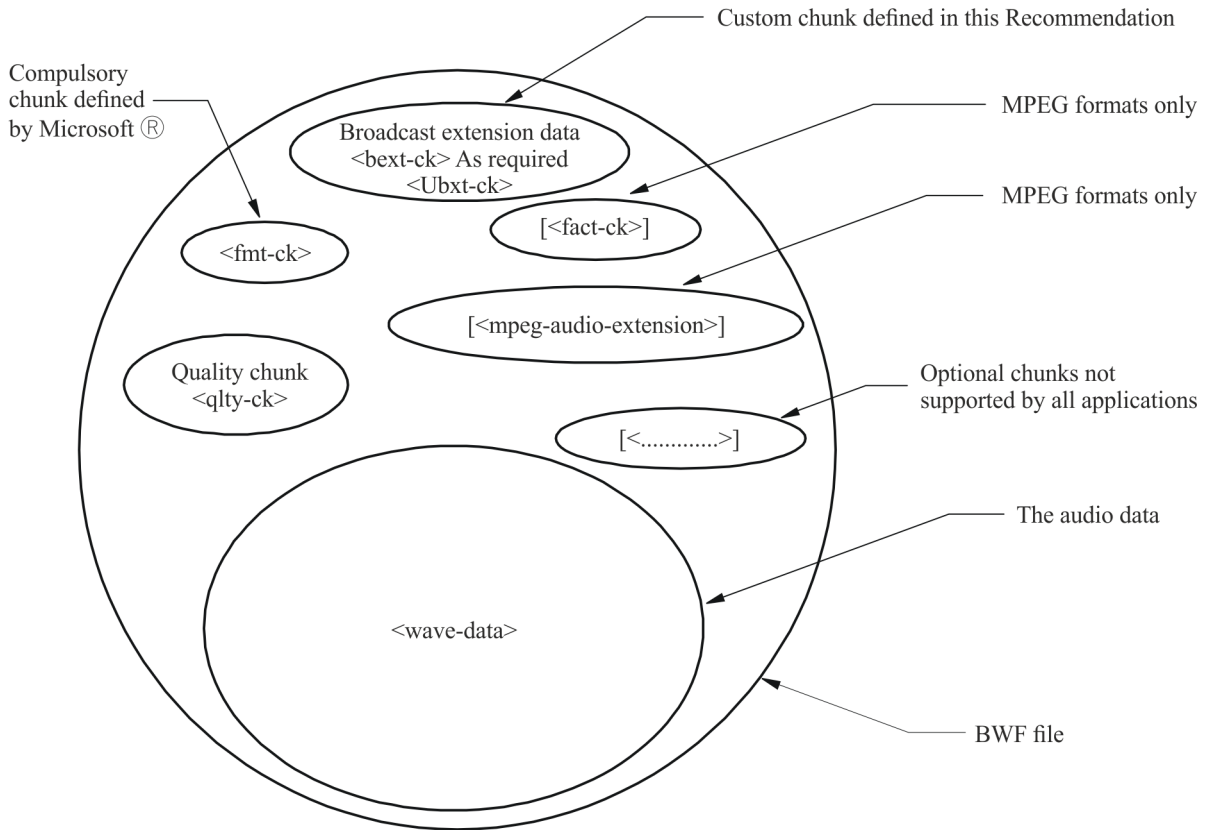 Custom chunk defined in this Recommendation
Compulsory
chunk defined
by Microsoft ®
MPEG formats only
Broadcast extension data
<bext-ck> As required
<Ubxt-ck>
MPEG formats only
[<fact-ck>]
<fmt-ck>
[<mpeg-audio-extension>]
Quality chunk
<qlty-ck>
Optional chunks not
supported by all applications
[<.............>]
The audio data
<wave-data>
BWF file